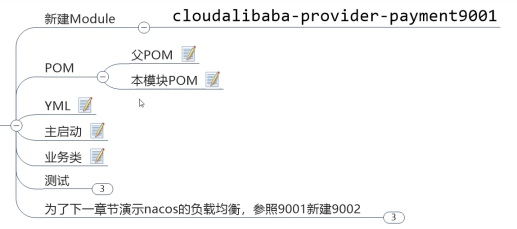 新建Module
cloudalibaba-provider-payment9001
POM
父POM
本模块POM
YML
主启动
业务类
测试
3
为了下一章节演示nacos的负载均衡，参照9001新建9002
3